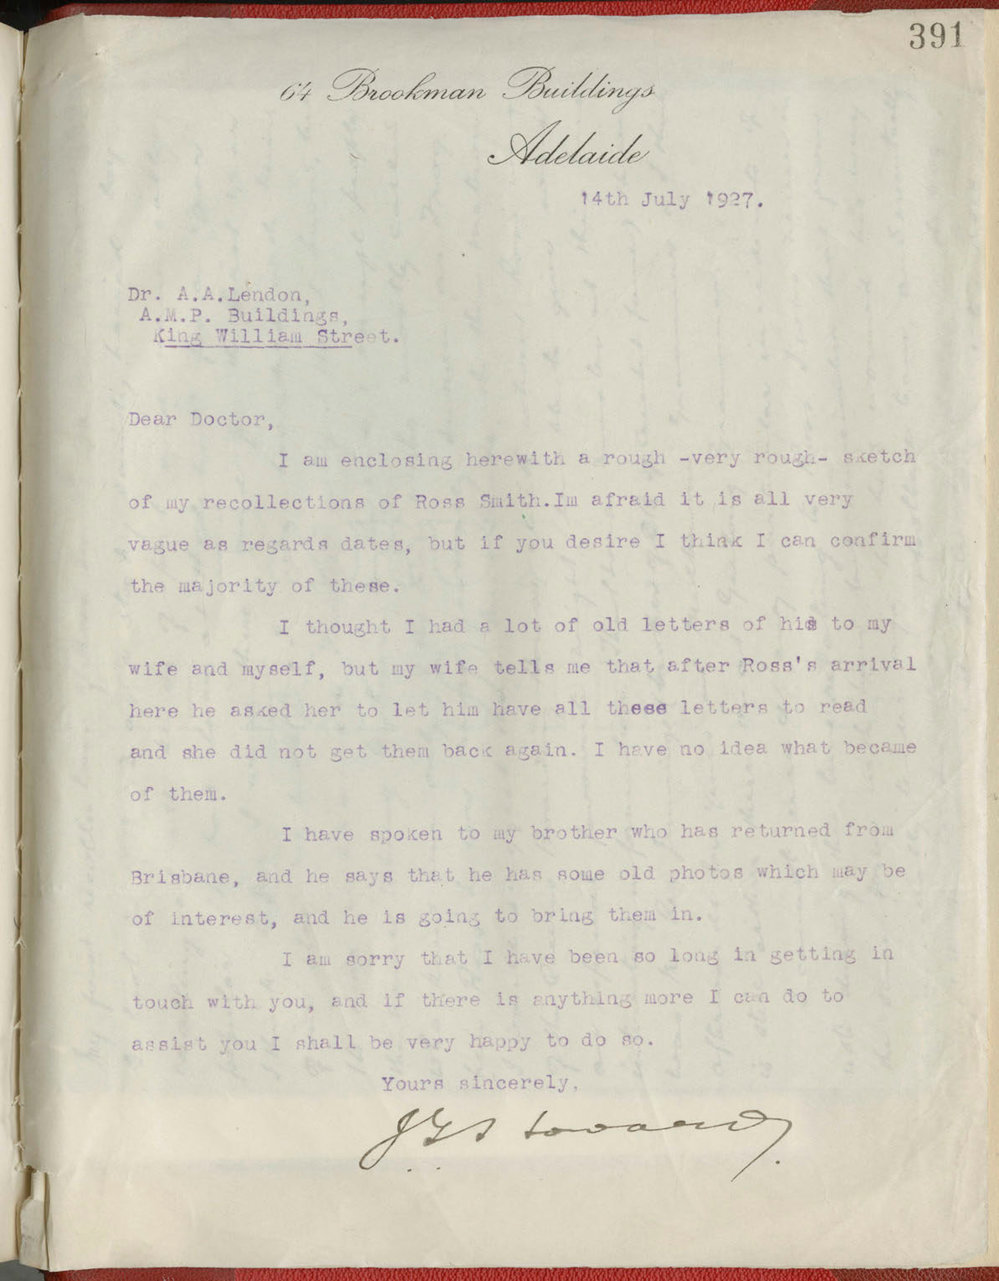 391
64 Brookman Buildings
Adelaide
14th July 1927.
Dr. A.A.Lendon,
A.M.P. Buildings,
King William Street.
Dear Doctor,
I am enclosing herewith a rough -very rough- sketch
of my recollections of Ross Smith.Im afraid it is all very
vague as regards dates, but if you desire I think I can confirm
the majority of these.
I thought I had a lot of old letters of his to my
wife and myself, but my wife tells me that after Ross's arrival
here he asked her to let him have all these letters to read
and she did not get them back again. I have no idea what became
of them.
I have spoken to my brother who has returned from
Brisbane, and he says that he has some old photos which may be
of interest, and he is going to bring them in.
I am sorry that I have been so long in getting in
touch with you, and if there is anything more I can do to
assist you I shall be very happy to do so.
Yours sincerely,